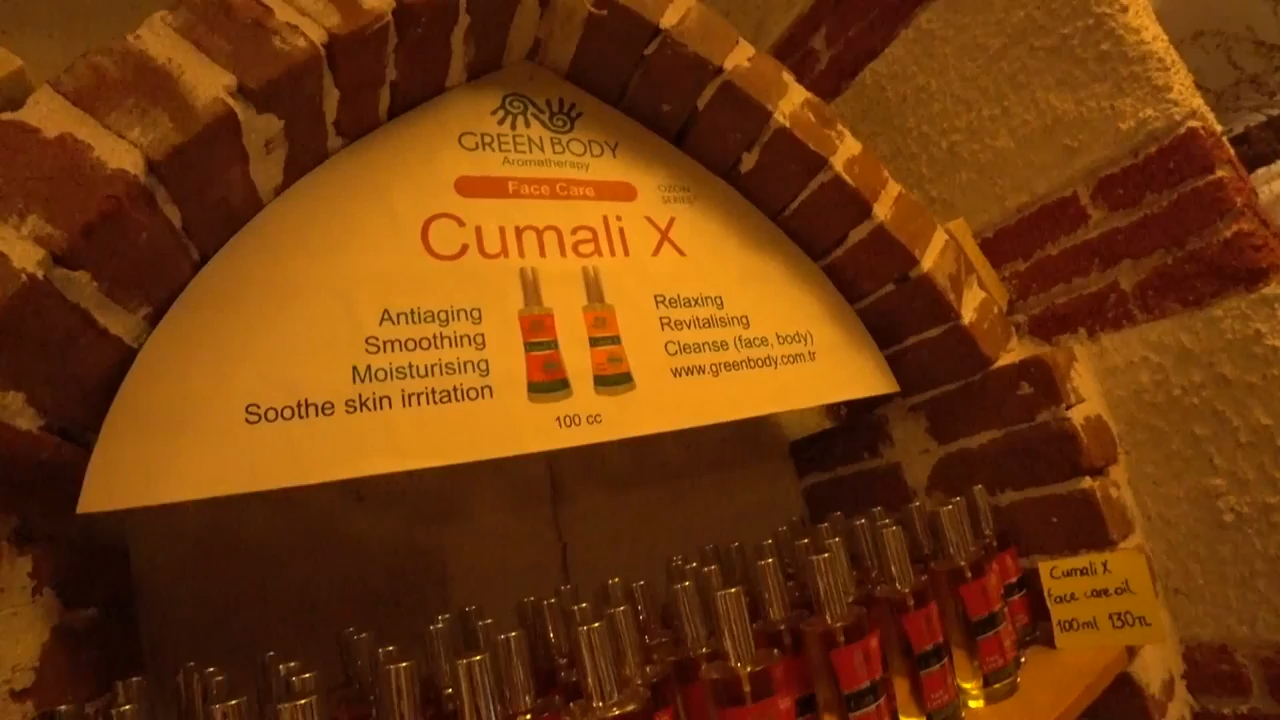 GREEN BODY
Aromatherapy
Face Care
OZON
SERIES
Cumali X
Antiaging
Smoothing
Moisturising
Soothe skin irritation
Relaxing
Revitalising
Cleanse (face, body)
www.greenbody.com.tr
100 cc
Cumali X
face care oil
100ml 130TL